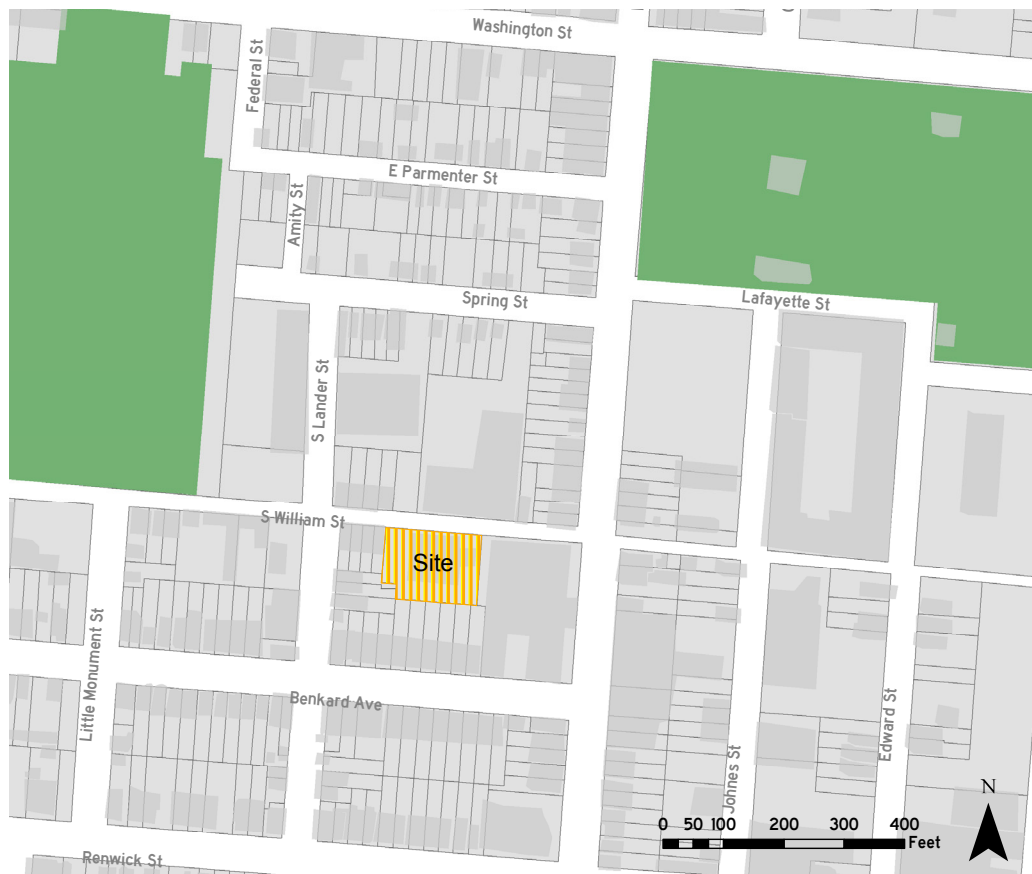 Washington St
Federal St
E Parmenter St
Amity St
Spring St
Lafayette St
S Lander St
S William St
Site
Little Monument St
Benkard Ave
Edward St
Johnes St
N
0 50 100 200 300 400
Feet
Renwick St